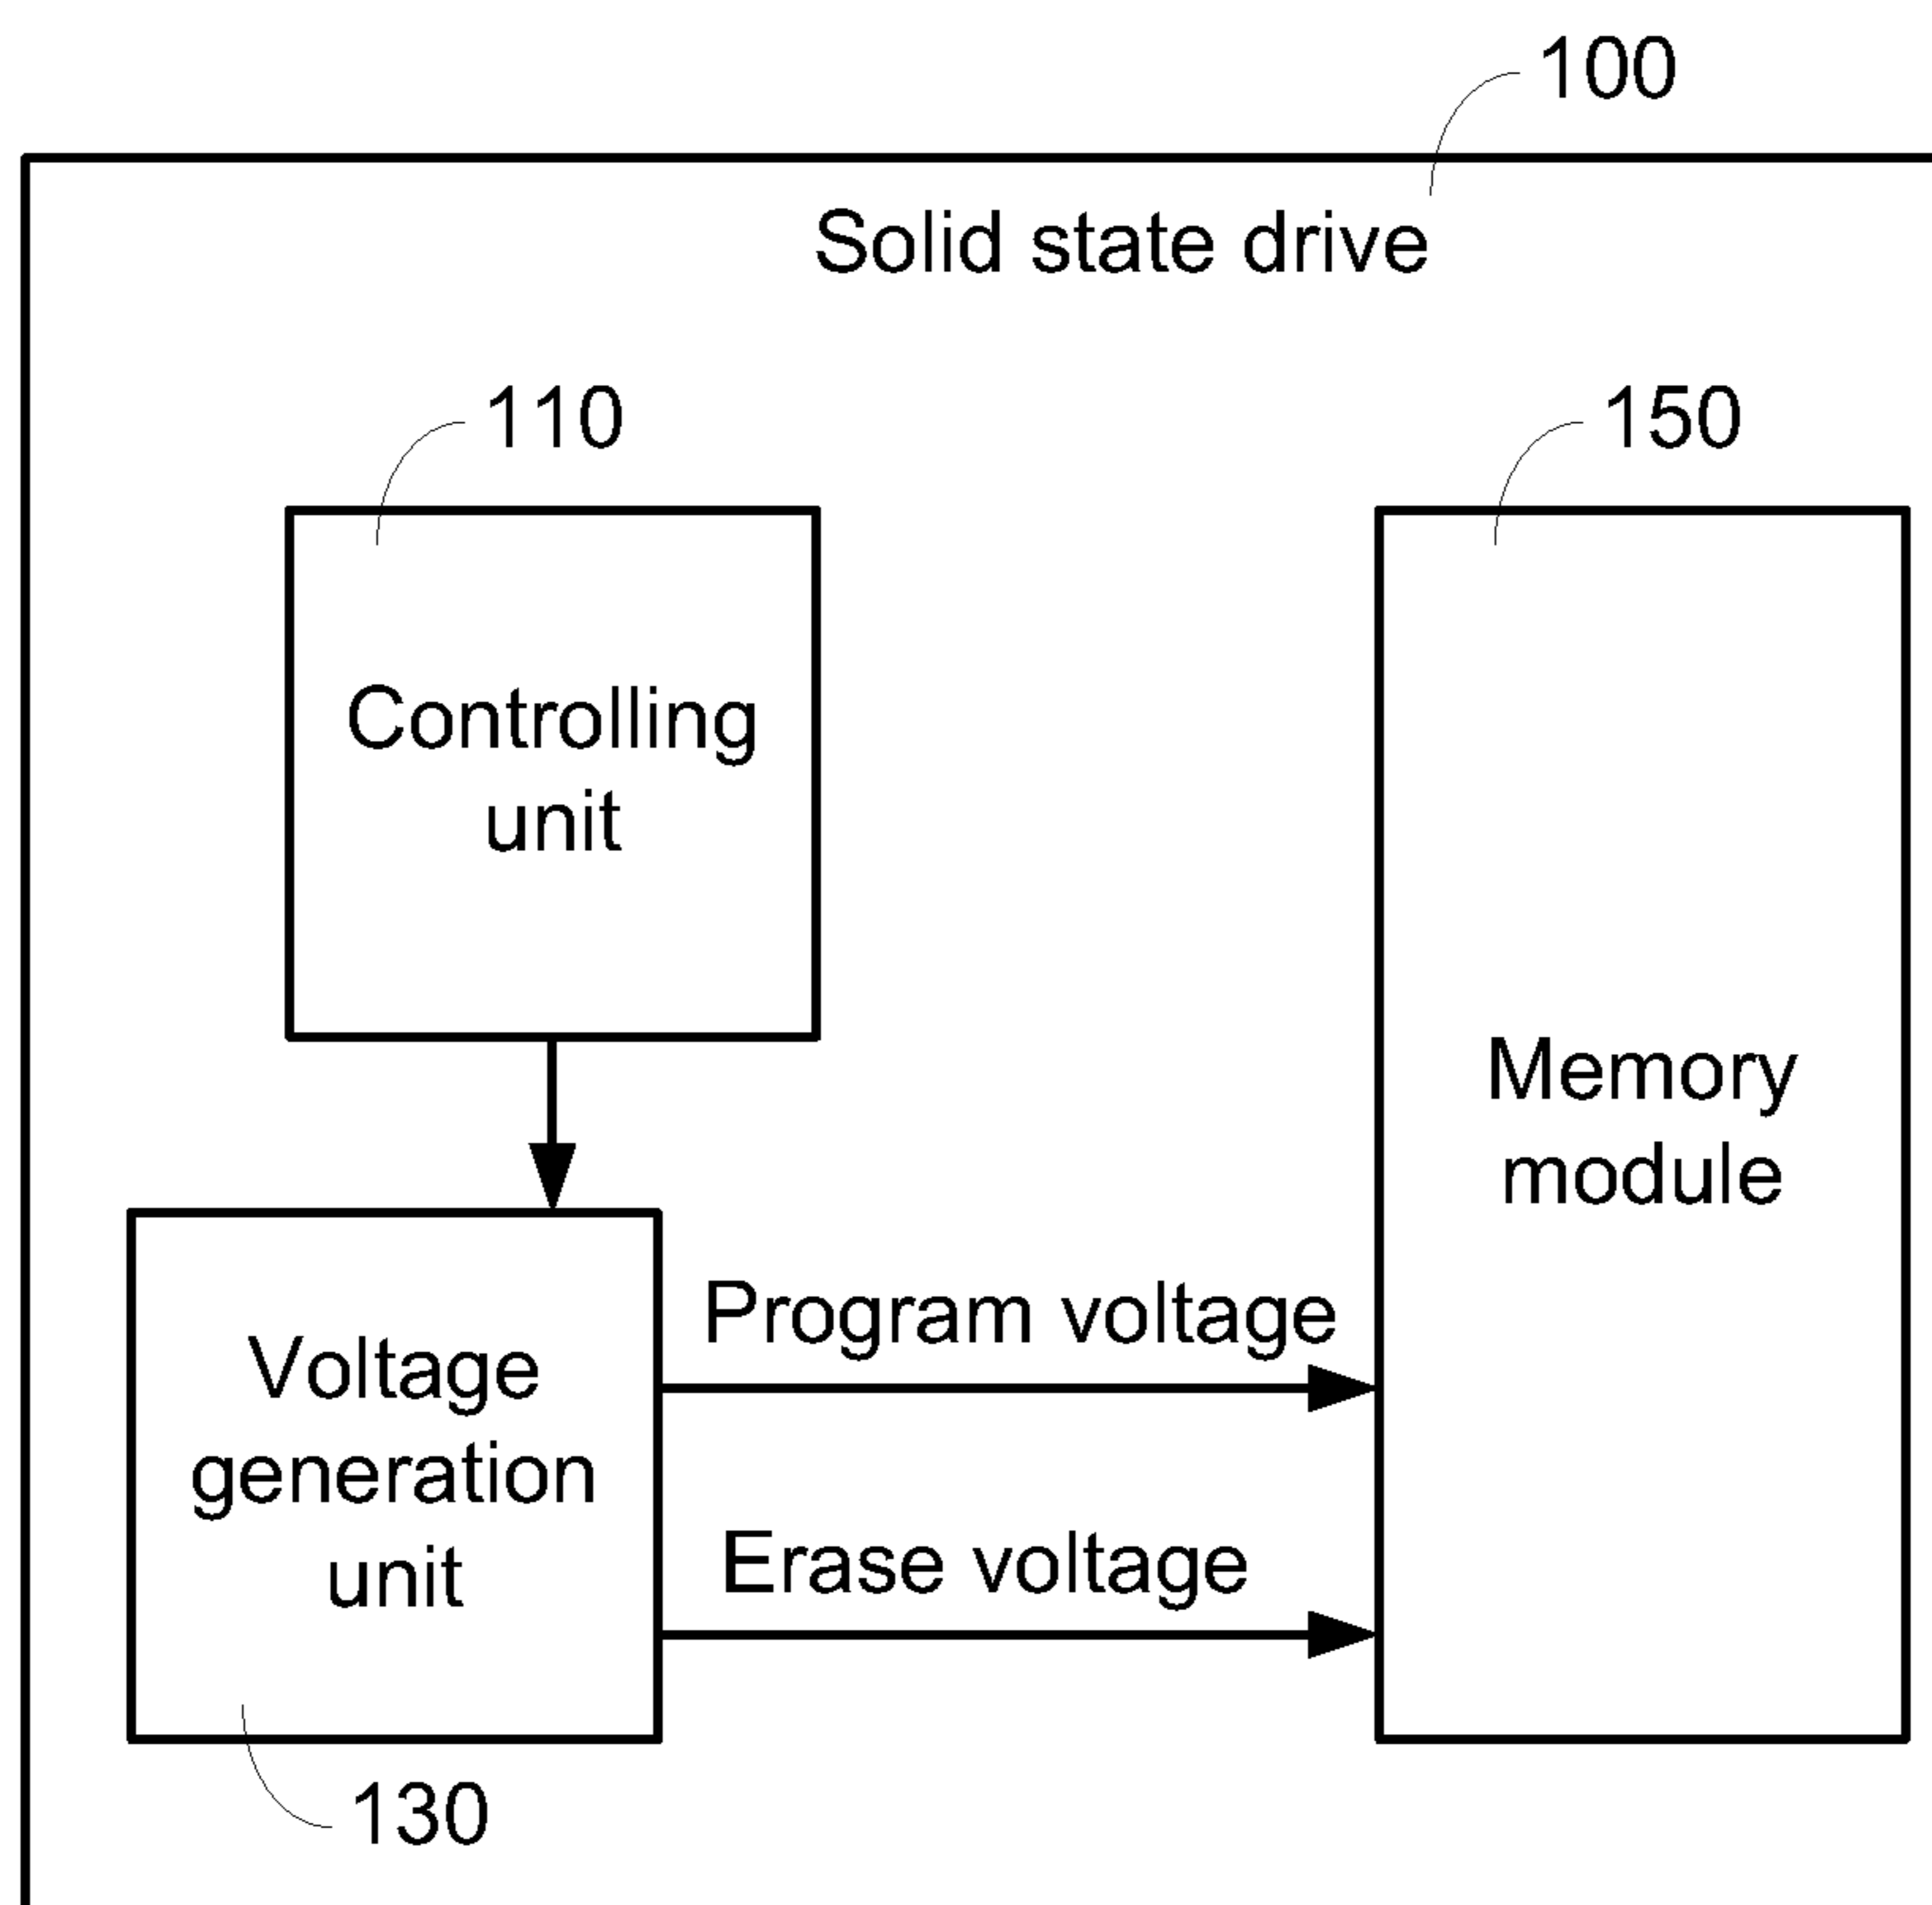 100
Solid state drive
110
150
Controlling
unit
Memory
module
Program voltage
Voltage
generation
unit
Erase voltage
130